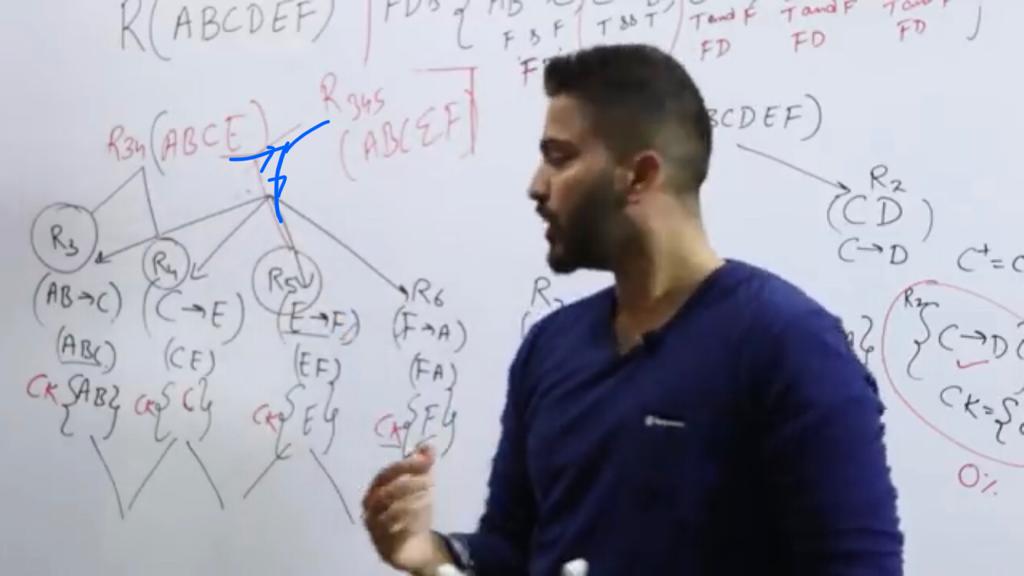 R(ABCDEF)
FDs {
F & F
T && T
T and F
T and F
FD
FD
FD
R34 (ABCE)
R345
(ABCEF)
BCDEF)
R2
(CD)
C→D
R3
R4
R5
R6
(AB→C)
(C→E)
(E→F)
(F→A)
(ABC)
(CE)
(EF)
(FA)
CK {AB}
CK {C}
CK {E}
CK {F}
{C→D
CK={
0%